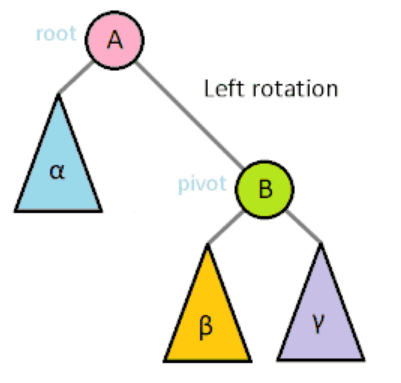 root
A
Left rotation
α
pivot
B
β
γ